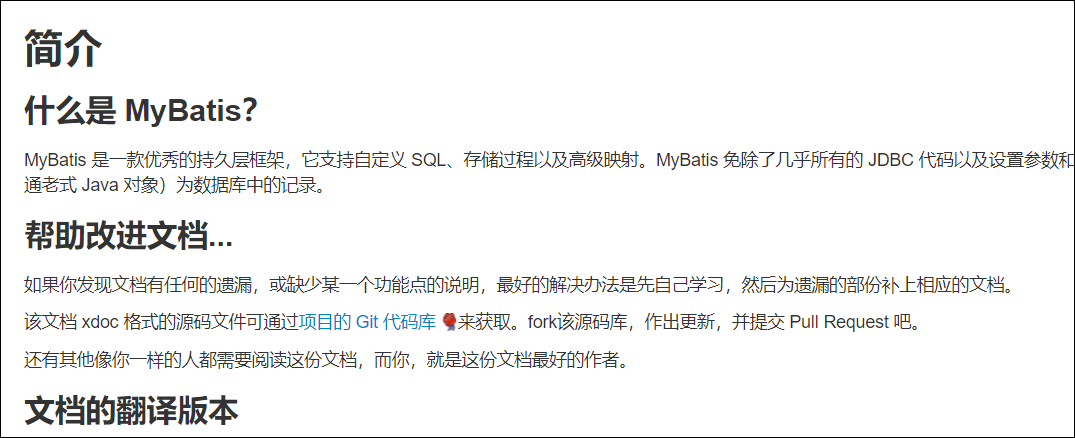 简介
什么是 MyBatis？
MyBatis 是一款优秀的持久层框架，它支持自定义 SQL、存储过程以及高级映射。MyBatis 免除了几乎所有的 JDBC 代码以及设置参数和
通老式 Java 对象）为数据库中的记录。
帮助改进文档...
如果你发现文档有任何的遗漏，或缺少某一个功能点的说明，最好的解决办法是先自己学习，然后为遗漏的部份补上相应的文档。
该文档 xdoc 格式的源码文件可通过项目的 Git 代码库来获取。fork该源码库，作出更新，并提交 Pull Request 吧。
还有其他像你一样的人都需要阅读这份文档，而你，就是这份文档最好的作者。
文档的翻译版本